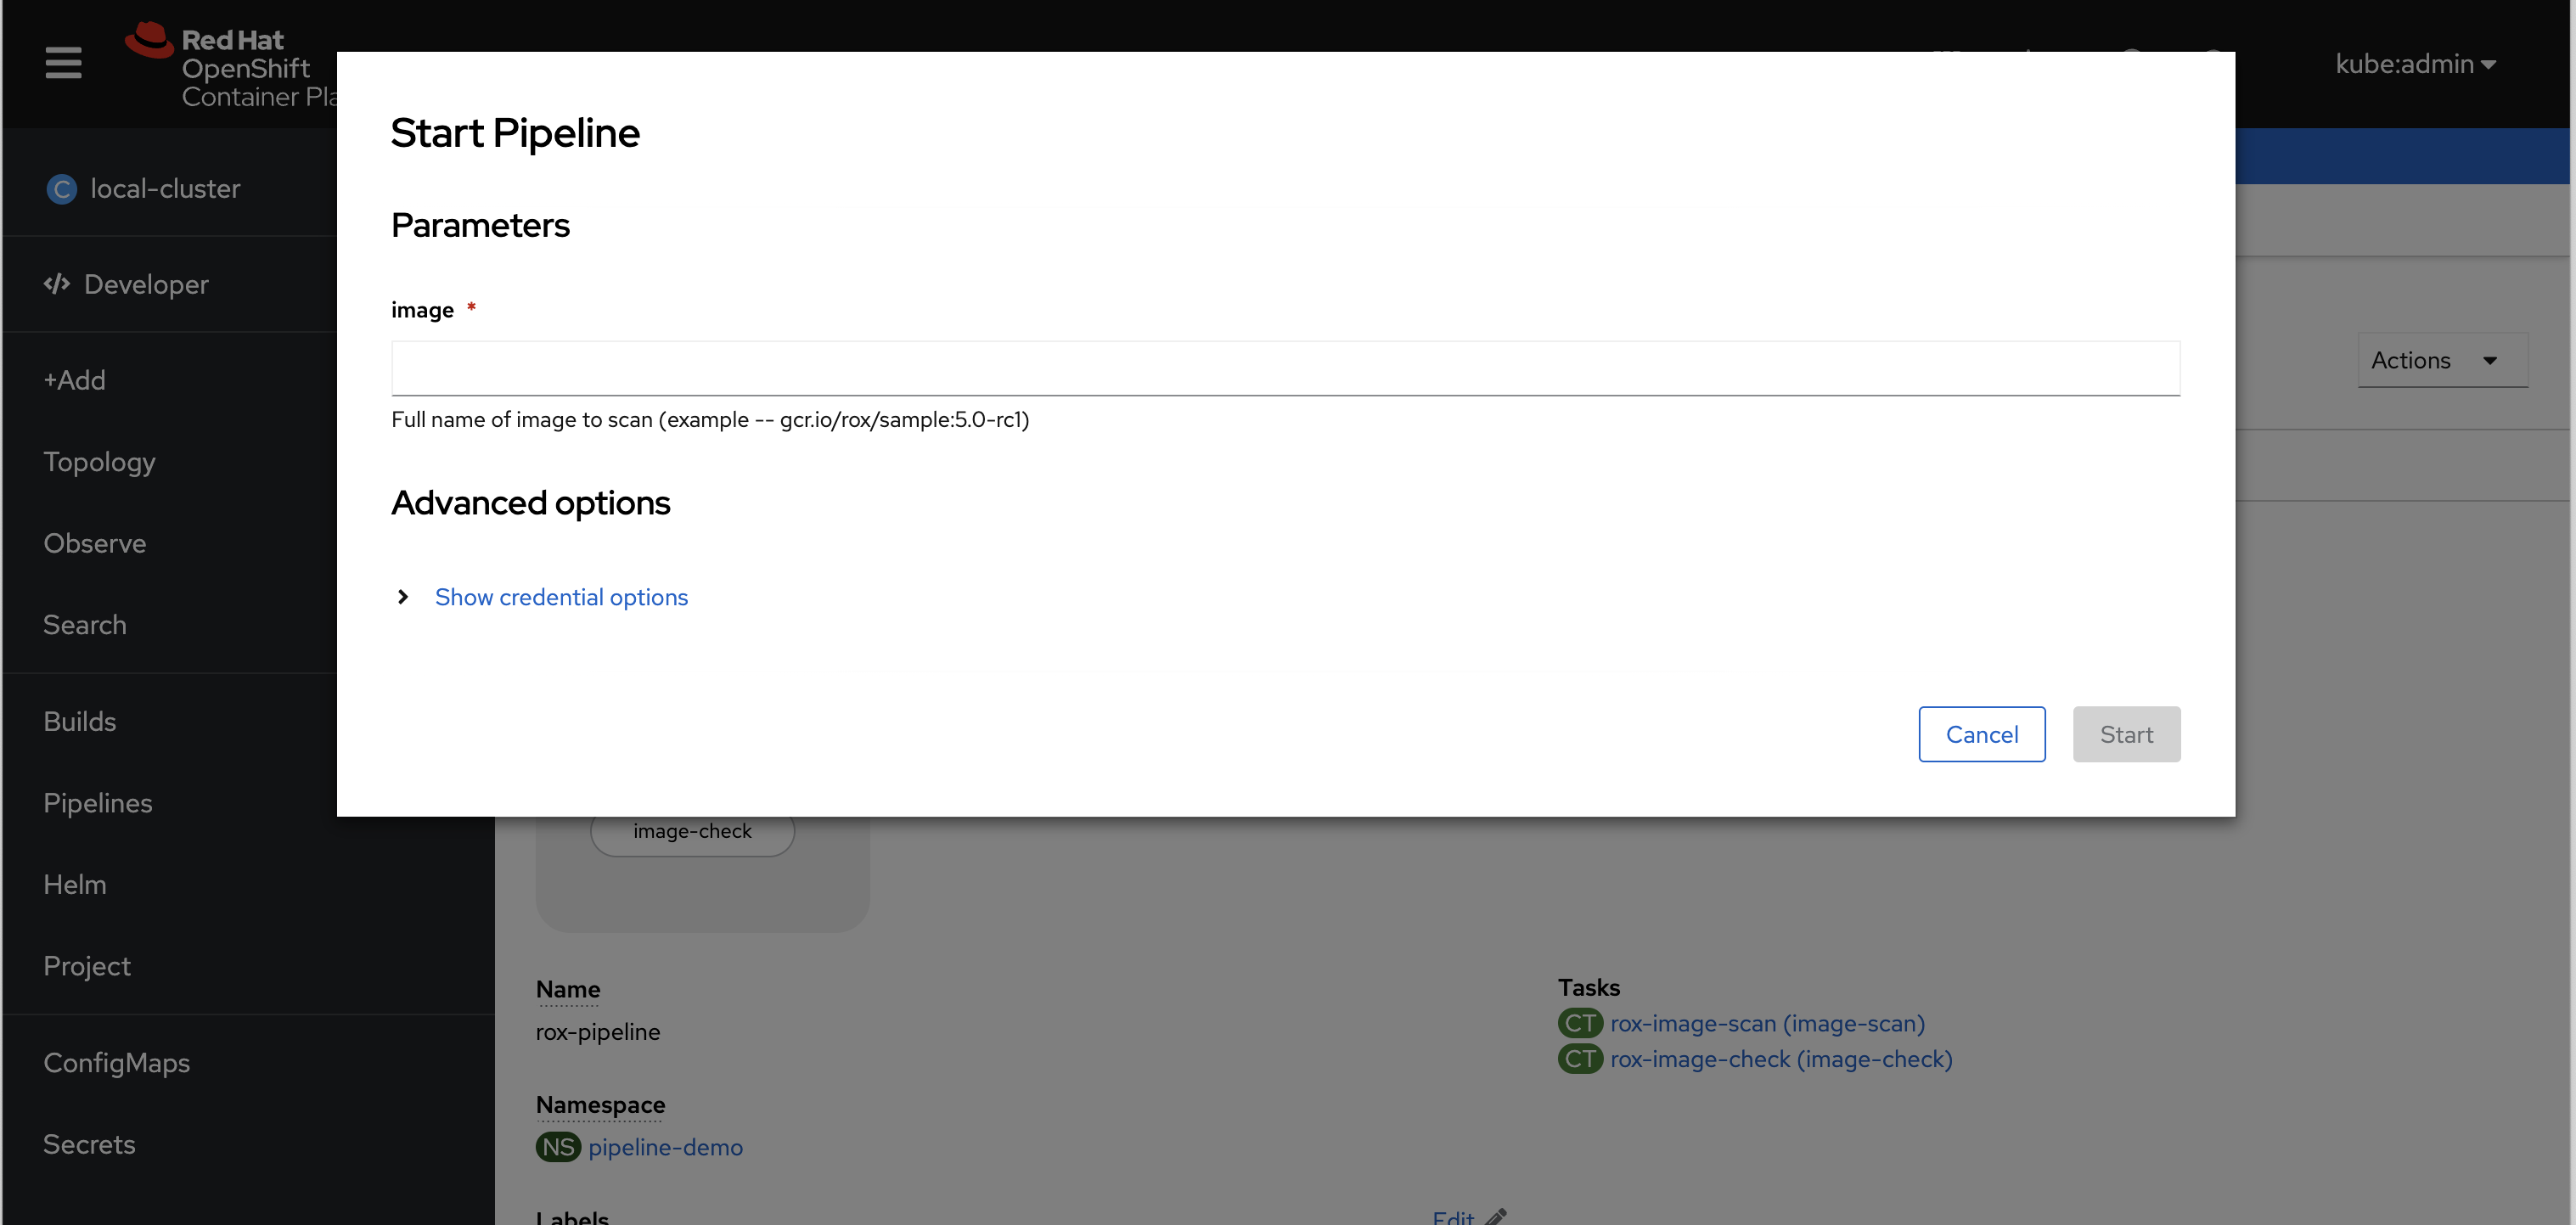 Red Hat
OpenShift
Container Pla
kube:admin
local-cluster
Developer
+Add
Topology
Observe
Search
Builds
Pipelines
Helm
Project
ConfigMaps
Secrets
Start Pipeline
Parameters
image *
Full name of image to scan (example -- gcr.io/rox/sample:5.0-rc1)
Advanced options
Show credential options
Cancel
Start
Actions
image-check
Name
rox-pipeline
Namespace
NS pipeline-demo
Labels
Edit
Tasks
CT rox-image-scan (image-scan)
CT rox-image-check (image-check)